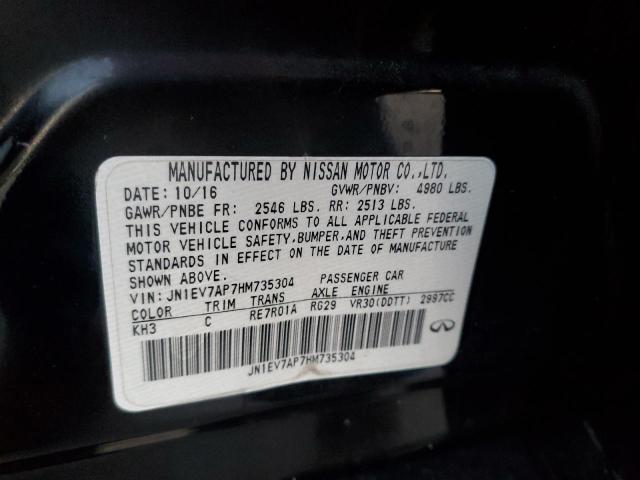 MANUFACTURED BY NISSAN MOTOR CO.,LTD.
DATE: 10/16 GVWR/PNBV: 4980 LBS.
GAWR/PNBE FR: 2546 LBS. RR: 2513 LBS.
THIS VEHICLE CONFORMS TO ALL APPLICABLE FEDERAL
MOTOR VEHICLE SAFETY,BUMPER,AND THEFT PREVENTION
STANDARDS IN EFFECT ON THE DATE OF MANUFACTURE
SHOWN ABOVE.
VIN: JN1EV7AP7HM735304 PASSENGER CAR
COLOR TRIM TRANS AXLE ENGINE
KH3 C RE7R01A RG29 VR30(DDTT) 2997CC
JN1EV7AP7HM735304